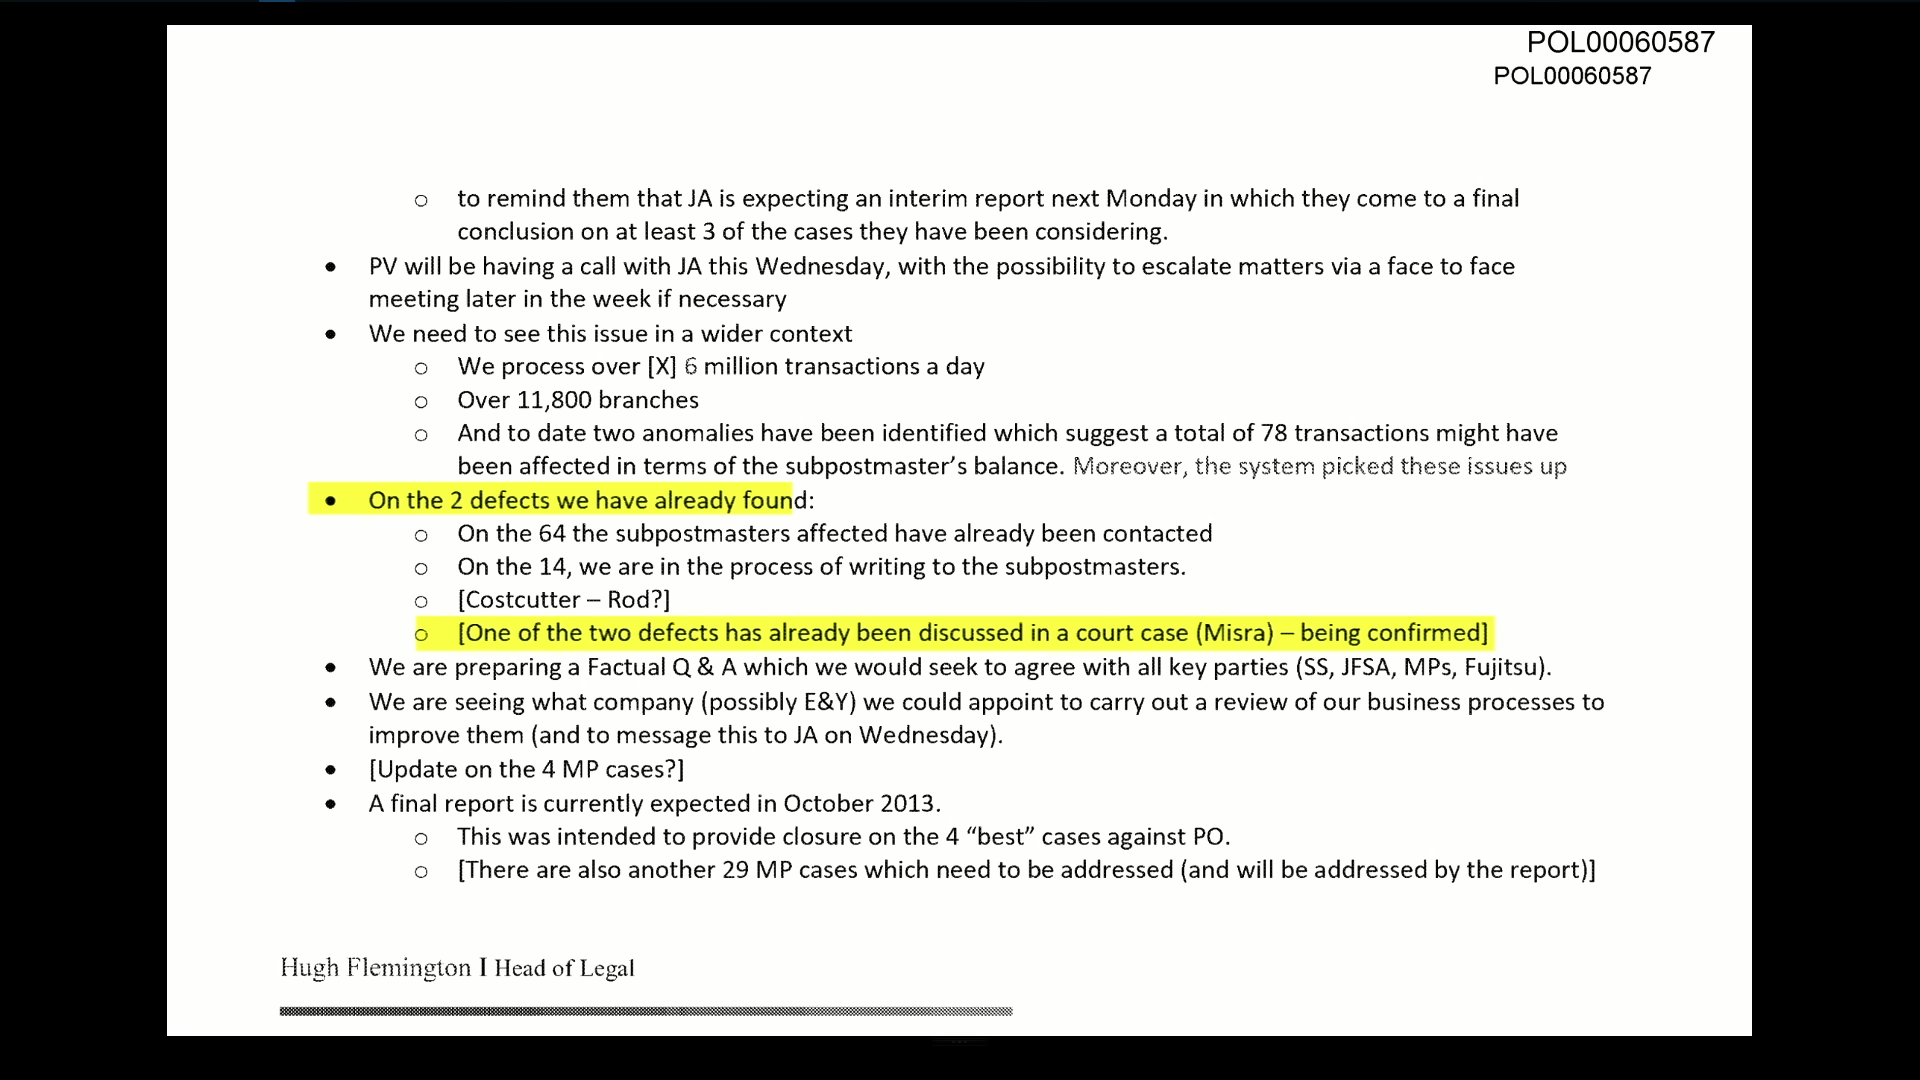 POL00060587
POL00060587
○ to remind them that JA is expecting an interim report next Monday in which they come to a final
conclusion on at least 3 of the cases they have been considering.
• PV will be having a call with JA this Wednesday, with the possibility to escalate matters via a face to face
meeting later in the week if necessary
• We need to see this issue in a wider context
○ We process over [X] 6 million transactions a day
○ Over 11,800 branches
○ And to date two anomalies have been identified which suggest a total of 78 transactions might have
been affected in terms of the subpostmaster’s balance. Moreover, the system picked these issues up
• On the 2 defects we have already found:
○ On the 64 the subpostmasters affected have already been contacted
○ On the 14, we are in the process of writing to the subpostmasters.
○ [Costcutter – Rod?]
○ [One of the two defects has already been discussed in a court case (Misra) – being confirmed]
• We are preparing a Factual Q & A which we would seek to agree with all key parties (SS, JFSA, MPs, Fujitsu).
• We are seeing what company (possibly E&Y) we could appoint to carry out a review of our business processes to
improve them (and to message this to JA on Wednesday).
• [Update on the 4 MP cases?]
• A final report is currently expected in October 2013.
○ This was intended to provide closure on the 4 “best” cases against PO.
○ [There are also another 29 MP cases which need to be addressed (and will be addressed by the report)]
Hugh Flemington I Head of Legal